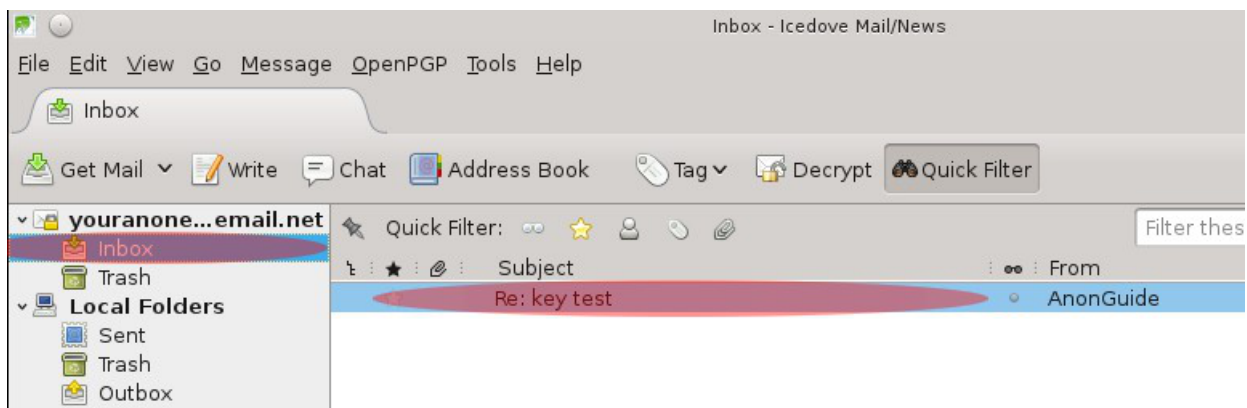 Inbox - Icedove Mail/News
File Edit View Go Message OpenPGP Tools Help
Inbox
Get Mail Write Chat Address Book Tag Decrypt Quick Filter
youranone...email.net
Quick Filter: Filter thes
Inbox
Subject From
Trash
Re: key test AnonGuide
Local Folders
Sent
Trash
Outbox